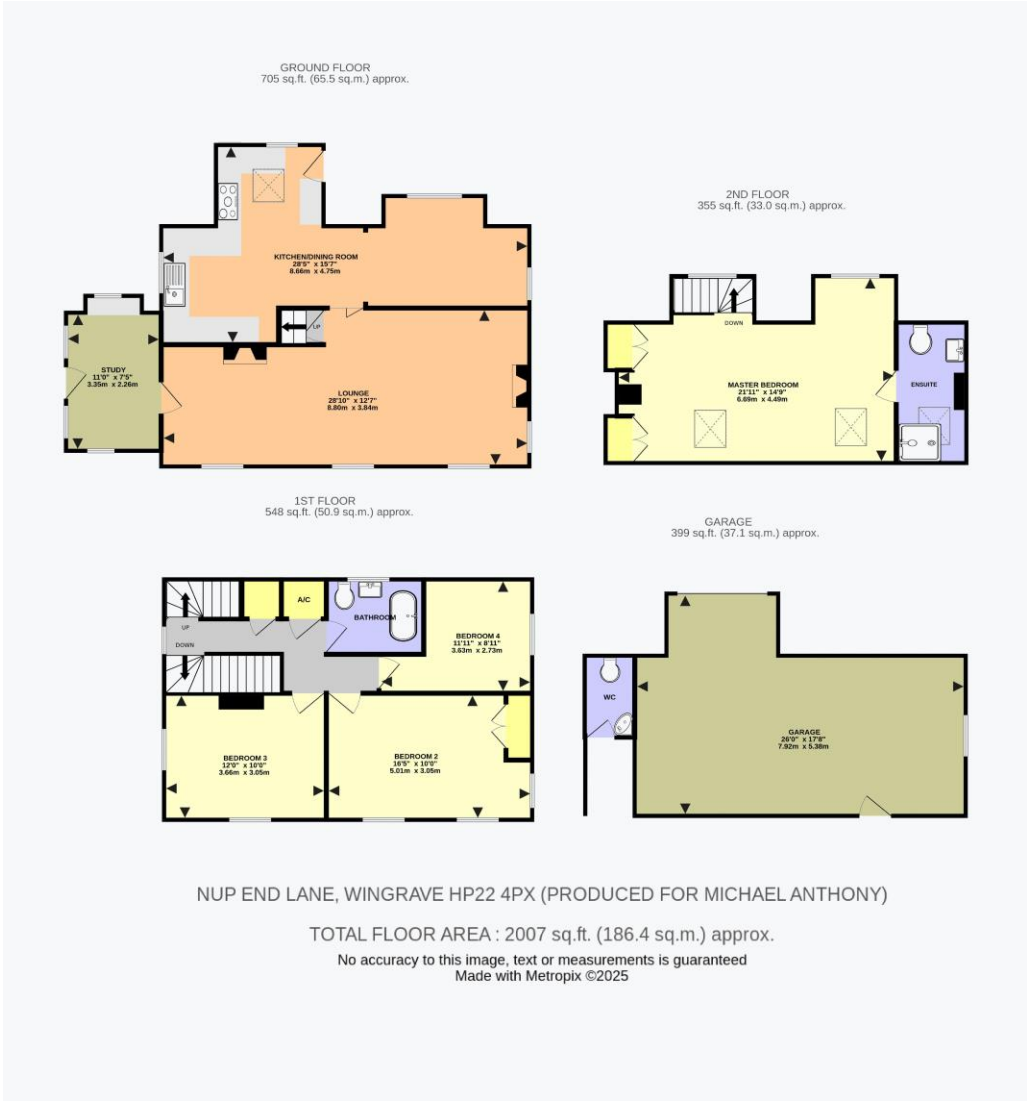 GROUND FLOOR
705 sq.ft. (65.5 sq.m.) approx.
KITCHEN/DINING ROOM
28'5" x 15'7"
8.66m x 4.75m
UP
STUDY
11'0" x 7'5"
3.35m x 2.26m
LOUNGE
28'10" x 12'7"
8.80m x 3.84m
2ND FLOOR
355 sq.ft. (33.0 sq.m.) approx.
DOWN
MASTER BEDROOM
21'11" x 14'9"
6.69m x 4.49m
ENSUITE
1ST FLOOR
548 sq.ft. (50.9 sq.m.) approx.
A/C
BATHROOM
UP
DOWN
BEDROOM 4
11'11" x 8'11"
3.63m x 2.73m
BEDROOM 3
12'0" x 10'0"
3.66m x 3.05m
BEDROOM 2
16'5" x 10'0"
5.01m x 3.05m
GARAGE
399 sq.ft. (37.1 sq.m.) approx.
WC
GARAGE
26'0" x 17'8"
7.92m x 5.38m
NUP END LANE, WINGRAVE HP22 4PX (PRODUCED FOR MICHAEL ANTHONY)
TOTAL FLOOR AREA : 2007 sq.ft. (186.4 sq.m.) approx.
No accuracy to this image, text or measurements is guaranteed
Made with Metropix ©2025